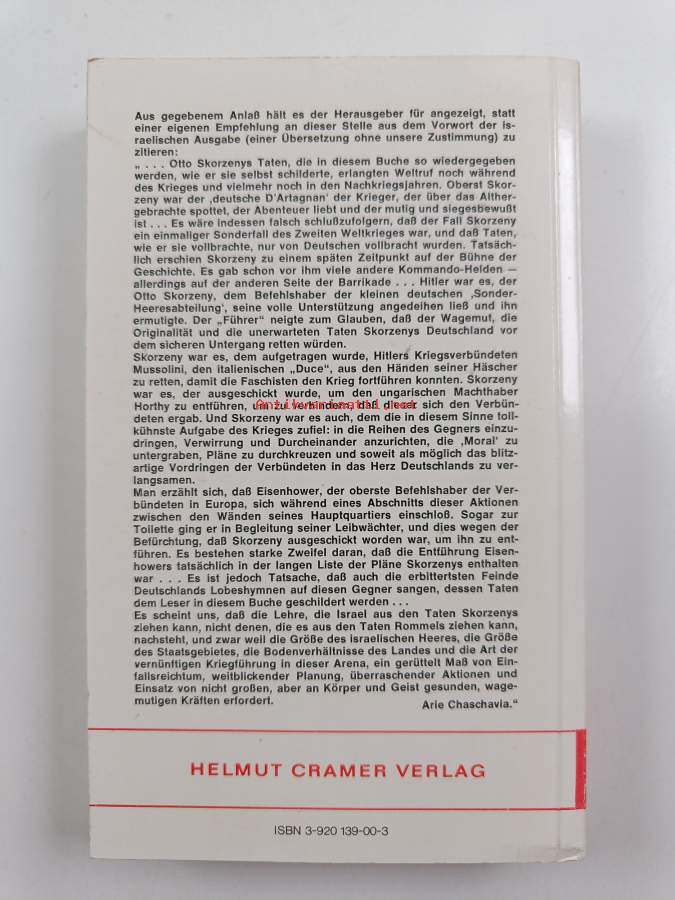 Aus gegebenem Anlaß hält es der Herausgeber für angezeigt, statt
einer eigenen Empfehlung an dieser Stelle aus dem Vorwort der is-
raelischen Ausgabe (einer Übersetzung ohne unsere Zustimmung) zu
zitieren:
„ . . . Otto Skorzenys Taten, die in diesem Buche so wiedergegeben
werden, wie er sie selbst schilderte, erlangten Weltruf noch während
des Krieges und vielmehr noch in den Nachkriegsjahren. Oberst Skor-
zeny war der ‚deutsche D'Artagnan' der Krieger, der über das Alther-
gebrachte spottet, der Abenteuer liebt und der mutig und siegesbewußt
ist . . . Es wäre indessen falsch schlußzufolgern, daß der Fall Skorzeny
ein einmaliger Sonderfall des Zweiten Weltkrieges war, und daß Taten,
wie er sie vollbrachte, nur von Deutschen vollbracht wurden. Tatsäch-
lich erschien Skorzeny zu einem späten Zeitpunkt auf der Bühne der
Geschichte. Es gab schon vor ihm viele andere Kommando-Helden —
allerdings auf der anderen Seite der Barrikade . . . Hitler war es, der
Otto Skorzeny, dem Befehlshaber der kleinen deutschen ‚Sonder-
Heeresabteilung', seine volle Unterstützung angedeihen ließ und ihn
ermutigte. Der „Führer" neigte zum Glauben, daß der Wagemut, die
Originalität und die unerwarteten Taten Skorzenys Deutschland vor
dem sicheren Untergang retten würden.
Skorzeny war es, dem aufgetragen wurde, Hitlers Kriegsverbündeten
Mussolini, den italienischen „Duce", aus den Händen seiner Häscher
zu retten, damit die Faschisten den Krieg fortführen konnten. Skorzeny
war es, der ausgeschickt wurde, um den ungarischen Machthaber
Horthy zu entführen, um zu verhindern, daß dieser sich den Verbün-
deten ergab. Und Skorzeny war es auch, dem die in diesem Sinne toll-
kühnste Aufgabe des Krieges zufiel: in die Reihen des Gegners einzu-
dringen, Verwirrung und Durcheinander anzurichten, die ‚Moral' zu
untergraben, Pläne zu durchkreuzen und soweit als möglich das blitz-
artige Vordringen der Verbündeten in das Herz Deutschlands zu ver-
langsamen.
Man erzählt sich, daß Eisenhower, der oberste Befehlshaber der Ver-
bündeten in Europa, sich während eines Abschnitts dieser Aktionen
zwischen den Wänden seines Hauptquartiers einschloß. Sogar zur
Toilette ging er in Begleitung seiner Leibwächter, und dies wegen der
Befürchtung, daß Skorzeny ausgeschickt worden war, um ihn zu ent-
führen. Es bestehen starke Zweifel daran, daß die Entführung Eisen-
howers tatsächlich in der langen Liste der Pläne Skorzenys enthalten
war . . . Es ist jedoch Tatsache, daß auch die erbittertsten Feinde
Deutschlands Lobeshymnen auf diesen Gegner sangen, dessen Taten
dem Leser in diesem Buche geschildert werden . . .
Es scheint uns, daß die Lehre, die Israel aus den Taten Skorzenys
ziehen kann, nicht denen, die es aus den Taten Rommels ziehen kann,
nachsteht, und zwar weil die Größe des israelischen Heeres, die Größe
des Staatsgebietes, die Bodenverhältnisse des Landes und die Art der
vernünftigen Kriegführung in dieser Arena, ein gerüttelt Maß von Ein-
fallsreichtum, weitblickender Planung, überraschender Aktionen und
Einsatz von nicht großen, aber an Körper und Geist gesunden, wage-
mutigen Kräften erfordert.
Arie Chaschavia."
HELMUT CRAMER VERLAG
ISBN 3-920 139-00-3